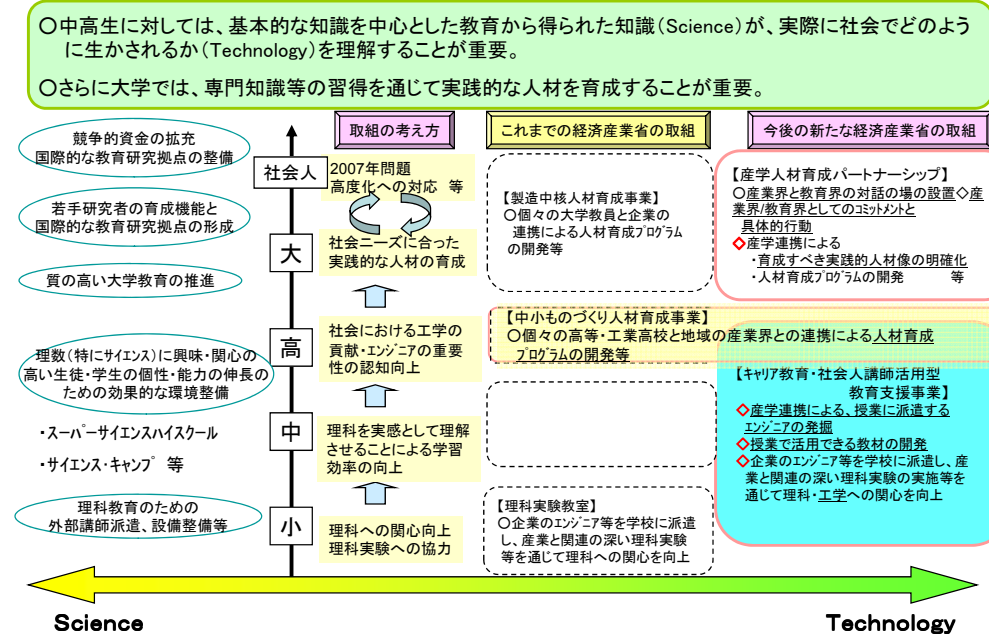 ○中高生に対しては、基本的な知識を中心とした教育から得られた知識(Science)が、実際に社会でどのよう
に生かされるか(Technology)を理解することが重要。
○さらに大学では、専門知識等の習得を通じて実践的な人材を育成することが重要。
取組の考え方
これまでの経済産業省の取組
今後の新たな経済産業省の取組
競争的資金の拡充
国際的な教育研究拠点の整備
若手研究者の育成機能と
国際的な教育研究拠点の形成
質の高い大学教育の推進
理数(特にサイエンス)に興味・関心の
高い生徒・学生の個性・能力の伸長の
ための効果的な環境整備
・スーパーサイエンスハイスクール
・サイエンス・キャンプ 等
理科教育のための
外部講師派遣、設備整備等
社会人
大
高
中
小
2007年問題
高度化への対応 等
社会ニーズに合った
実践的な人材の育成
社会における工学の
貢献・エンジニアの重要
性の認知向上
理科を実感として理解
させることによる学習
効率の向上
理科への関心向上
理科実験への協力
【製造中核人材育成事業】
○個々の大学教員と企業の
連携による人材育成プログラム
の開発等
【中小ものづくり人材育成事業】
○個々の高等・工業高校と地域の産業界との連携による人材育成
プログラムの開発等
【理科実験教室】
○企業のエンジニア等を学校に派遣
し、産業と関連の深い理科実験
等を通じて理科への関心を向上
【産学人材育成パートナーシップ】
○産業界と教育界の対話の場の設置◇産
業界/教育界としてのコミットメントと
具体的行動
◇産学連携による
・育成すべき実践的人材像の明確化
・人材育成プログラムの開発 等
【キャリア教育・社会人講師活用型
教育支援事業】
◇産学連携による、授業に派遣する
エンジニアの発掘
◇授業で活用できる教材の開発
◇企業のエンジニア等を学校に派遣し、産
業と関連の深い理科実験の実施等を
通じて理科・工学への関心を向上
Science
Technology